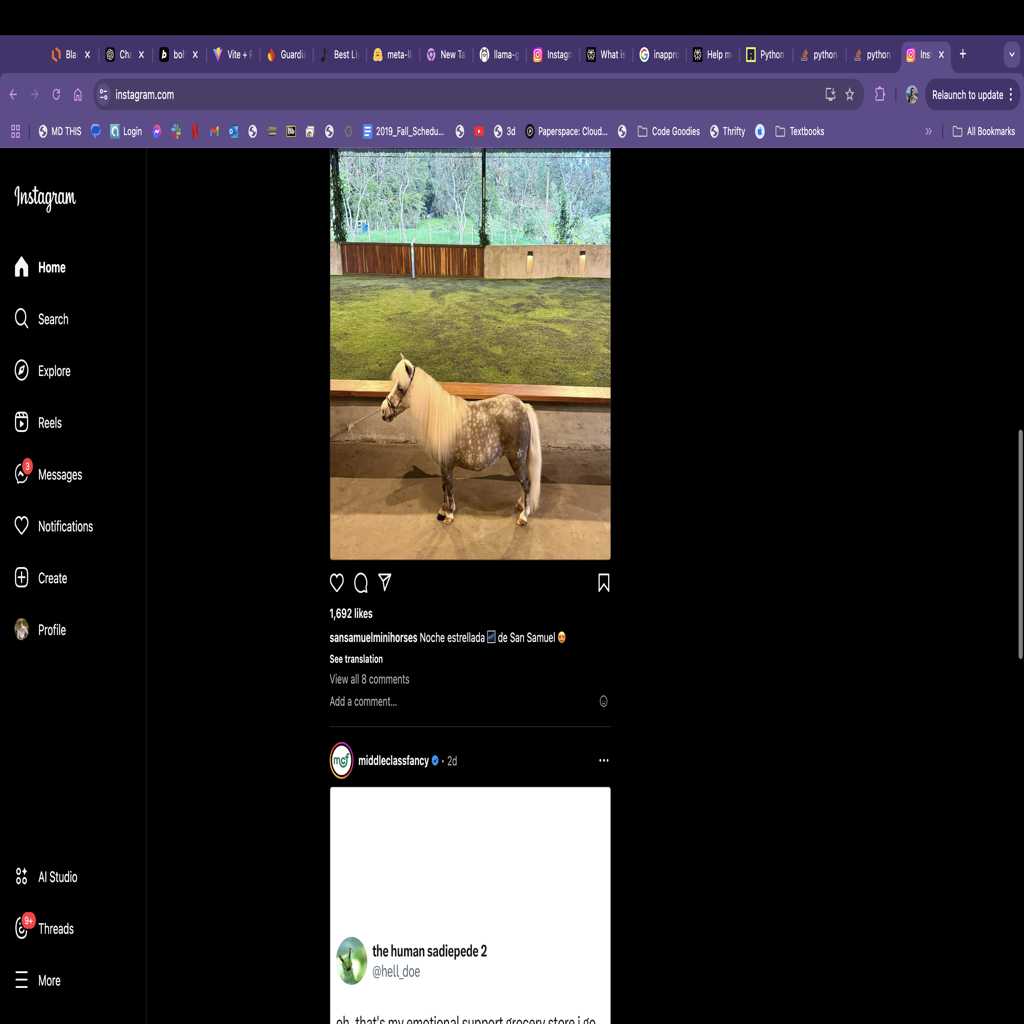 Bla
Ch
bol
Vite + F
Guardi
Best Li
meta-ll
New Ta
llama-g
Instag
What is
inappr
Help m
Python
python
python
Ins
instagram.com
Relaunch to update
MD THIS
Login
2019_Fall_Schedu...
3d
Paperspace: Cloud...
Code Goodies
Thrifty
Textbooks
All Bookmarks
Instagram
Home
Search
Explore
Reels
3
Messages
Notifications
Create
Profile
AI Studio
9+
Threads
More
1,692 likes
sansamuelminihorses Noche estrellada🌌de San Samuel😍
See translation
View all 8 comments
Add a comment...
mcf
middleclassfancy • 2d
the human sadiepede 2
@hell_doe
oh, that's my emotional support grocery store i go